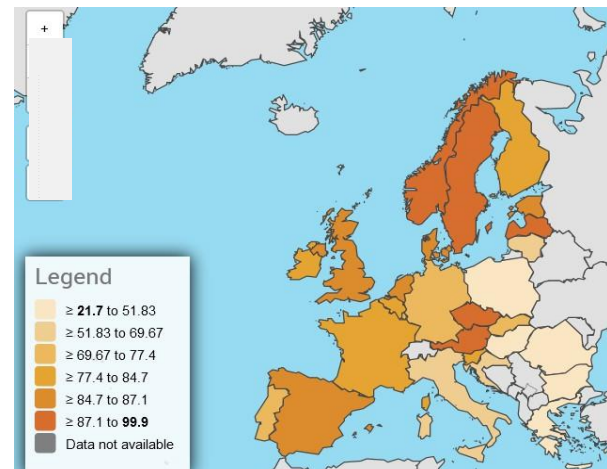 +
Legend
≥ 21.7 to 51.83
≥ 51.83 to 69.67
≥ 69.67 to 77.4
≥ 77.4 to 84.7
≥ 84.7 to 87.1
≥ 87.1 to 99.9
Data not available